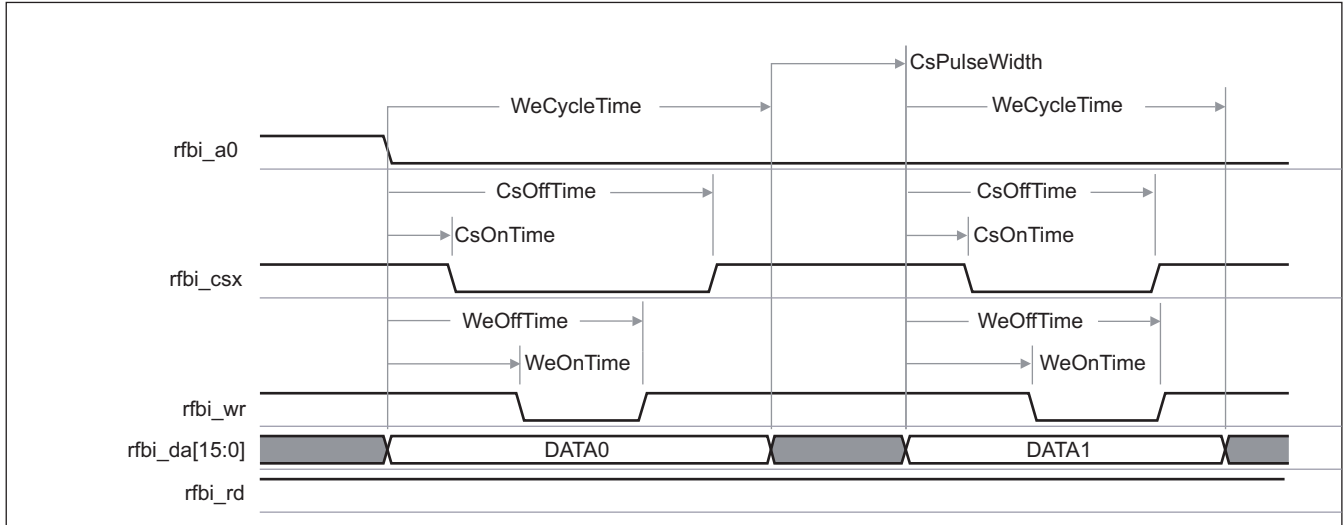 CsPulseWidth
WeCycleTime WeCycleTime
rfbi_a0
CsOffTime CsOffTime
CsOnTime CsOnTime
rfbi_csx
WeOffTime WeOffTime
WeOnTime WeOnTime
rfbi_wr
rfbi_da[15:0] DATA0 DATA1
rfbi_rd